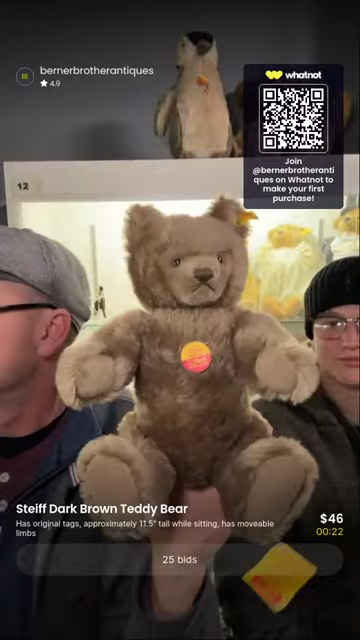 BE
bernerbrotherantiques
★ 4.9
whatnot
Join
@bernerbrotheranti
ques on Whatnot to
make your first
purchase!
12
Steiff Dark Brown Teddy Bear
Has original tags, approximately 11.5" tall while sitting, has moveable
limbs
$46
00:22
25 bids